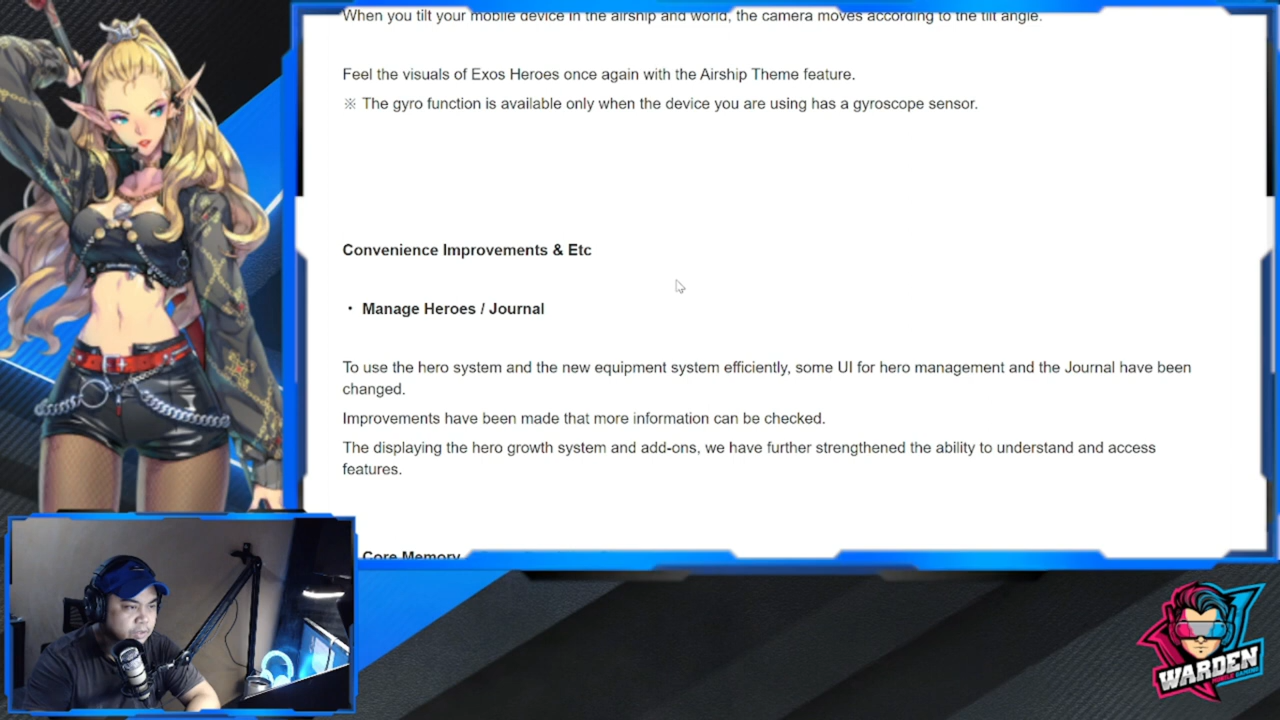 When you tilt your mobile device in the airship and world, the camera moves according to the tilt angle.
Feel the visuals of Exos Heroes once again with the Airship Theme feature.
※ The gyro function is available only when the device you are using has a gyroscope sensor.
Convenience Improvements & Etc
・ Manage Heroes / Journal
To use the hero system and the new equipment system efficiently, some UI for hero management and the Journal have been
changed.
Improvements have been made that more information can be checked.
The displaying the hero growth system and add-ons, we have further strengthened the ability to understand and access
features.
Core Memory
WARDEN
MOBILE GAMING